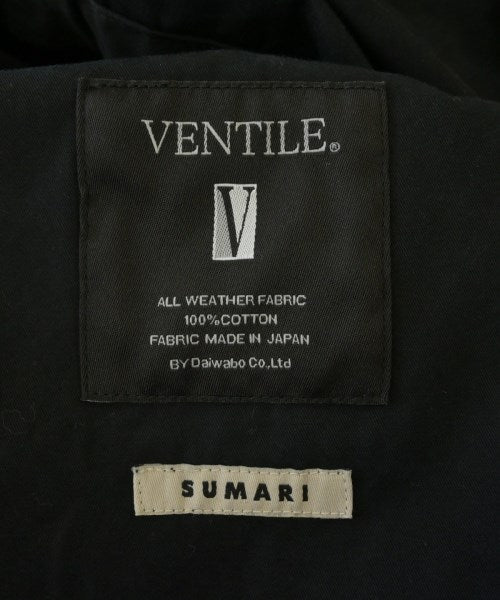 VENTILE®
V
ALL WEATHER FABRIC
100%COTTON
FABRIC MADE IN JAPAN
BY Daiwabo Co.,Ltd
SUMARI